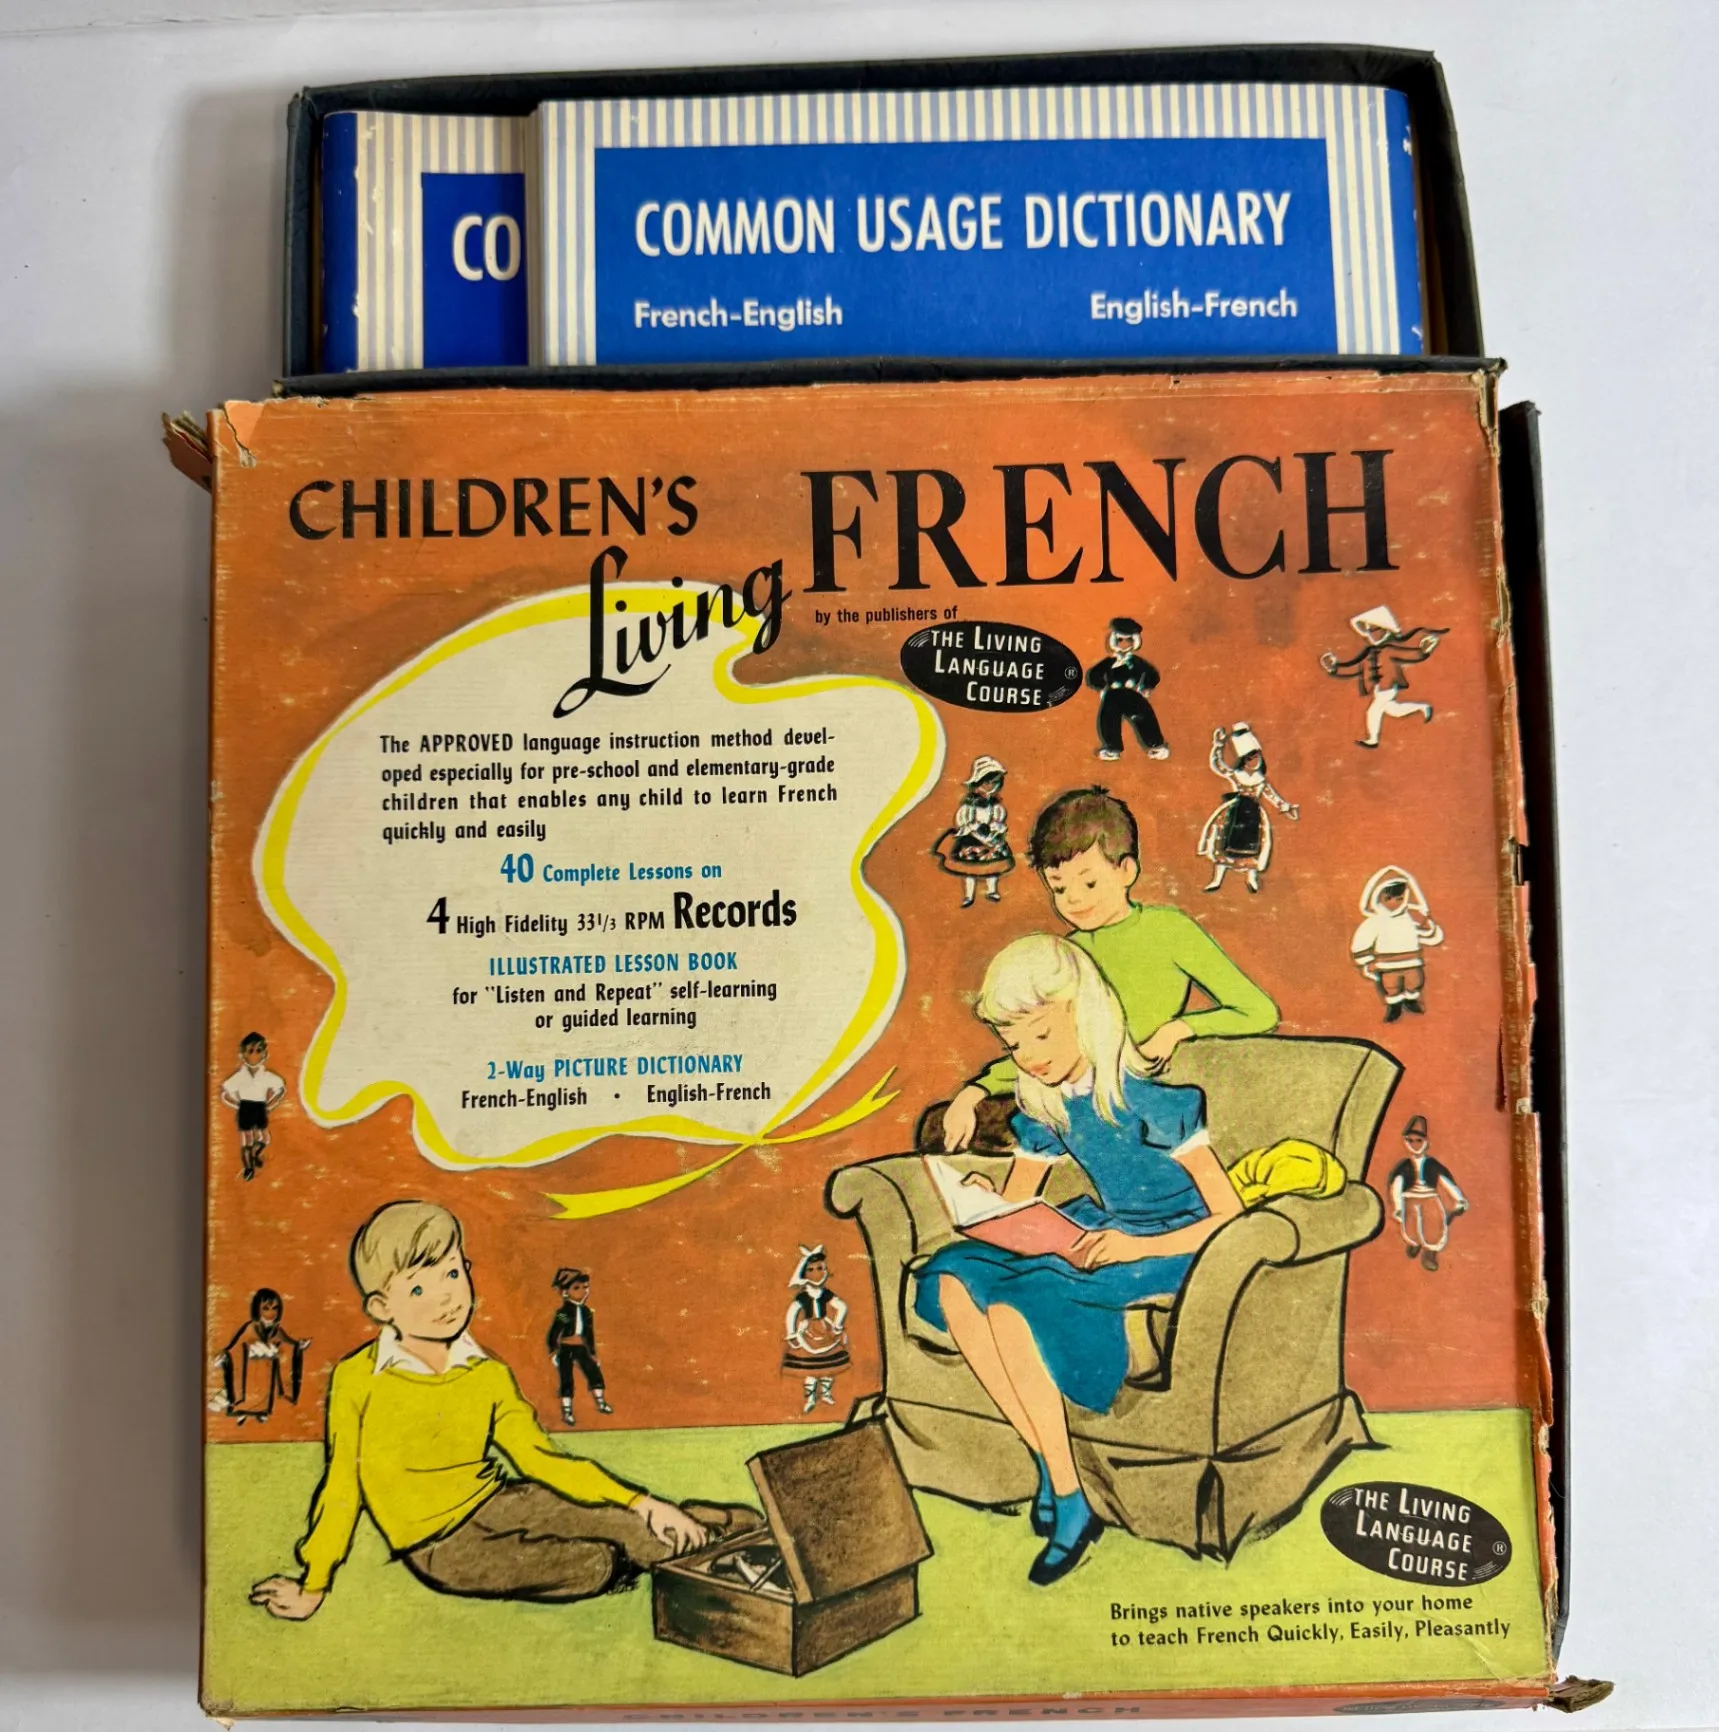 COMMON USAGE DICTIONARY
French-English English-French
CO
CHILDREN'S
Living
FRENCH
by the publishers of
THE LIVING
LANGUAGE ®
COURSE
The APPROVED language instruction method devel-
oped especially for pre-school and elementary-grade
children that enables any child to learn French
quickly and easily
40 Complete Lessons on
4 High Fidelity 33 1/3 RPM Records
ILLUSTRATED LESSON BOOK
for "Listen and Repeat" self-learning
or guided learning
2-Way PICTURE DICTIONARY
French-English • English-French
THE LIVING
LANGUAGE ®
COURSE
Brings native speakers into your home
to teach French Quickly, Easily, Pleasantly
CHILDREN'S FRENCH